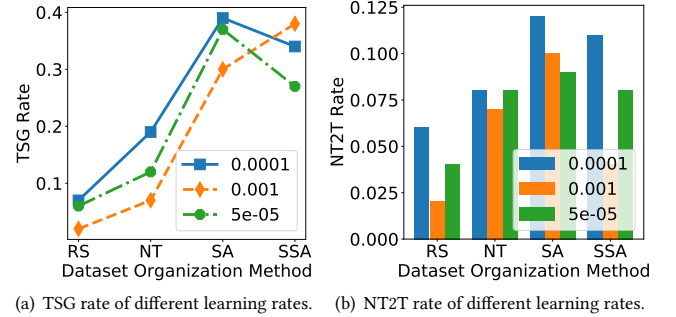 0.4
0.3
0.2
0.1
TSG Rate
0.0001
0.001
5e-05
RS NT SA SSA
Dataset Organization Method
(a) TSG rate of different learning rates.
0.125
0.100
0.075
0.050
0.025
0.000
NT2T Rate
0.0001
0.001
5e-05
RS NT SA SSA
Dataset Organization Method
(b) NT2T rate of different learning rates.